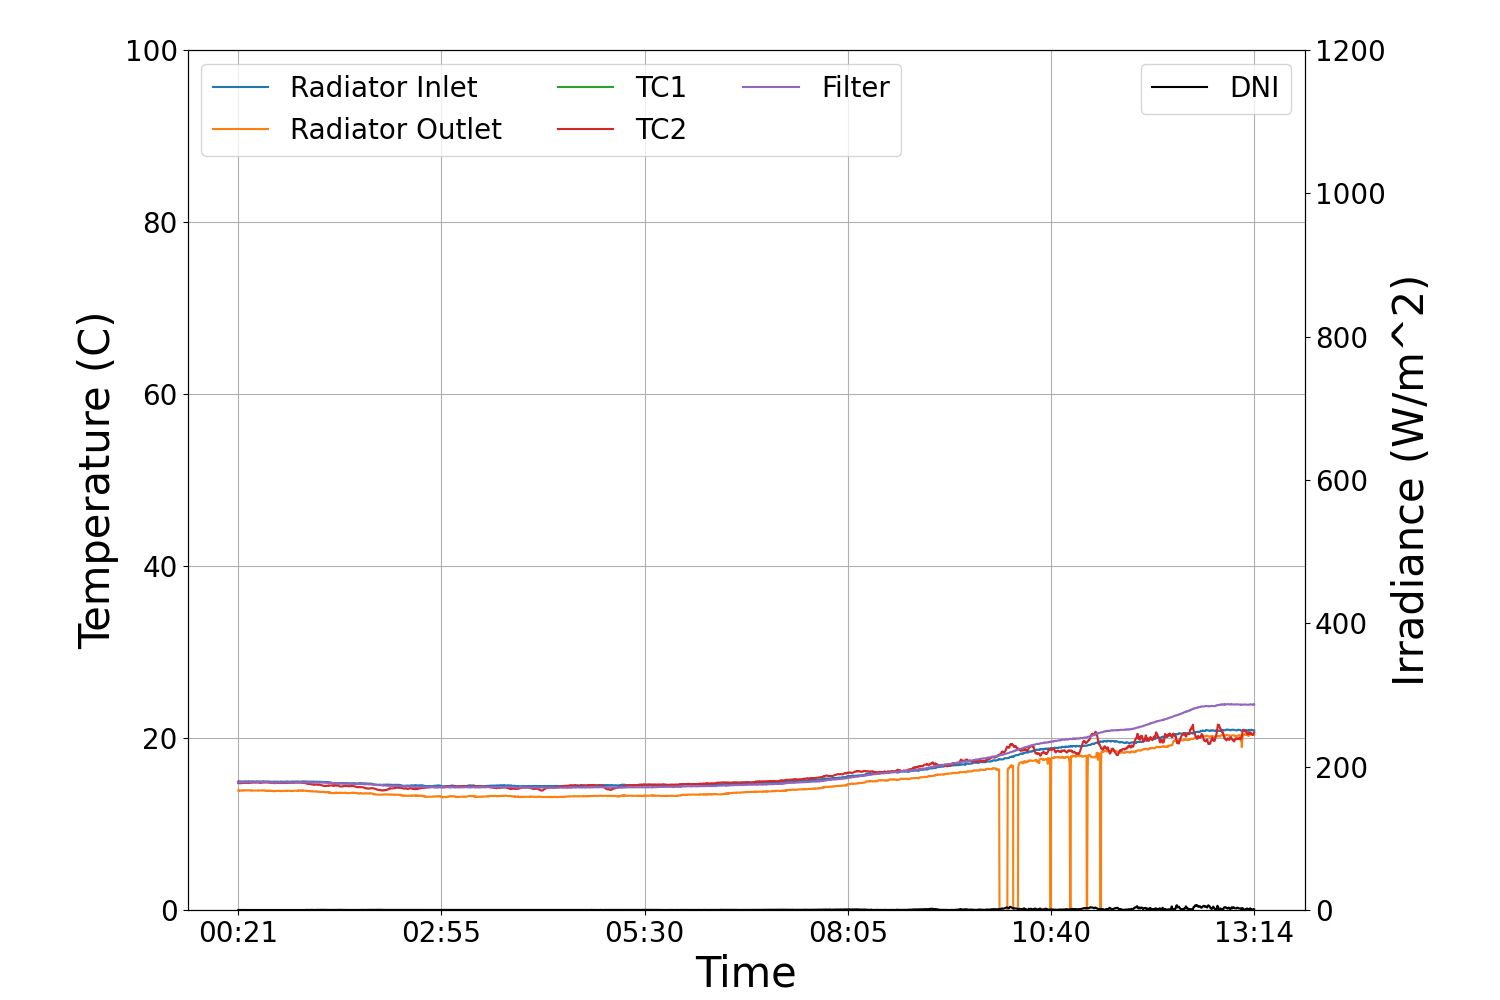 100
80
60
40
20
0
Temperature (C)
Radiator Inlet
Radiator Outlet
TC1
TC2
Filter
DNI
1200
1000
800
600
400
200
0
Irradiance (W/m^2)
00:21 02:55 05:30 08:05 10:40 13:14
Time